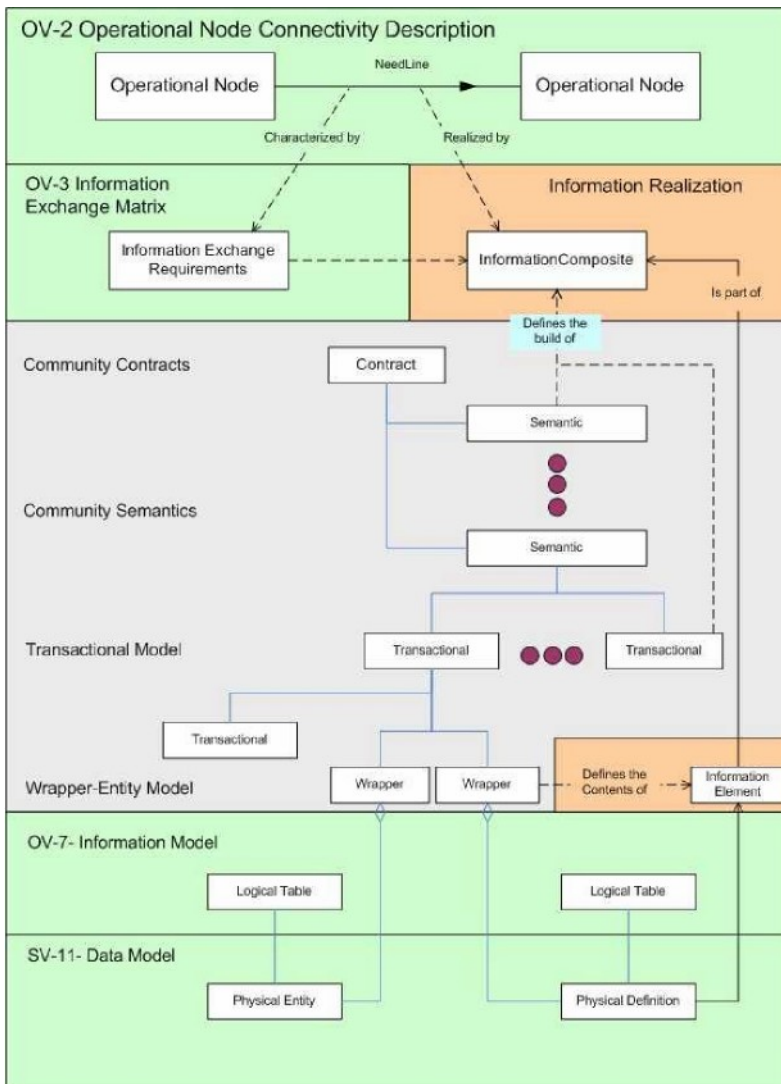 OV-2 Operational Node Connectivity Description
NeedLine
Operational Node
Operational Node
Characterized by
Realized by
OV-3 Information
Exchange Matrix
Information Realization
Information Exchange
Requirements
InformationComposite
Is part of
Defines the
build of
Community Contracts
Contract
Semantic
Community Semantics
Semantic
Transactional Model
Transactional
Transactional
Transactional
Wrapper-Entity Model
Wrapper
Wrapper
Defines the
Contents of
Information
Element
OV-7- Information Model
Logical Table
Logical Table
SV-11- Data Model
Physical Entity
Physical Definition